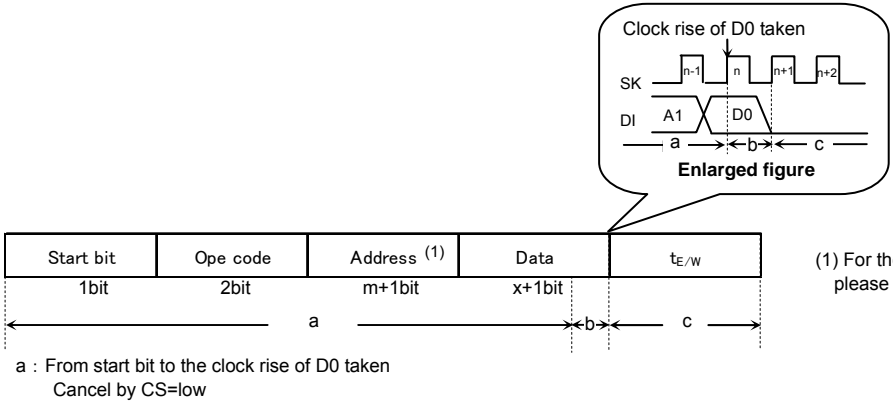 Clock rise of D0 taken
SK n-1 n n+1 n+2
DI A1 D0
a b c
Enlarged figure
Start bit Ope code Address (1) Data tE/W
1bit 2bit m+1bit x+1bit
(1) For th
please
a b c
a : From start bit to the clock rise of D0 taken
Cancel by CS=low